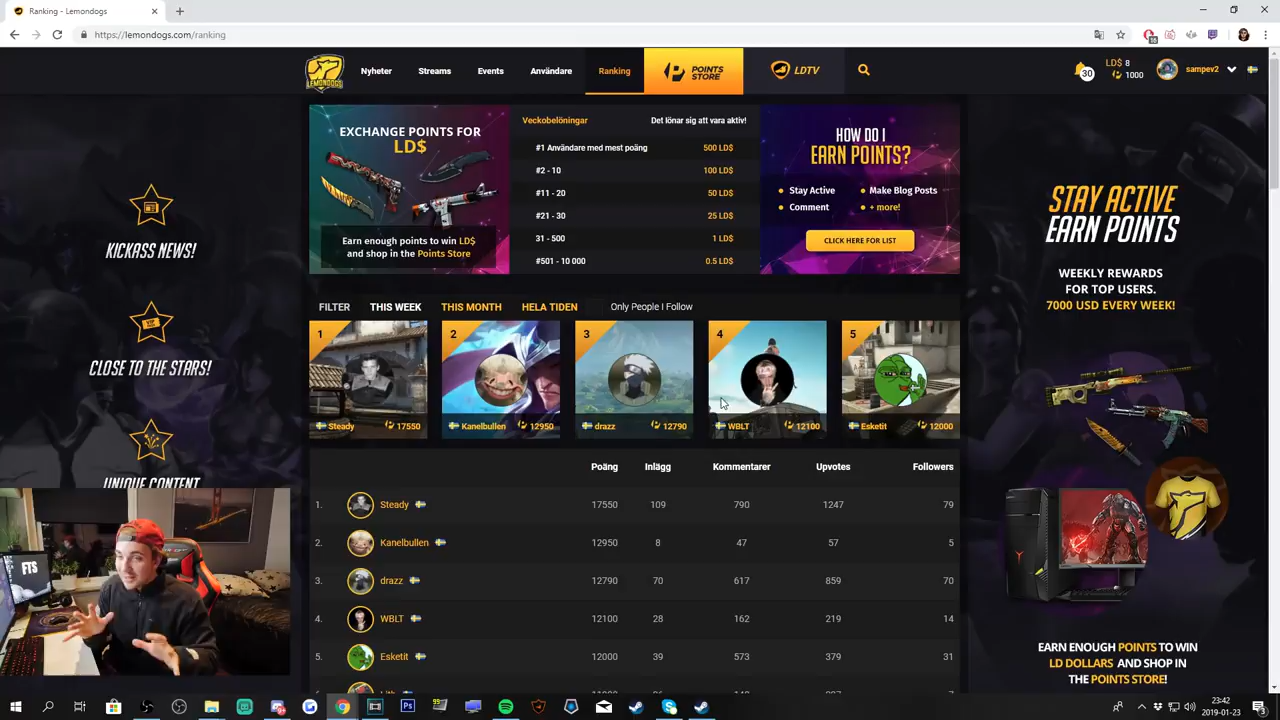 Ranking - Lemondogs
https://lemondogs.com/ranking
LEMONDOGS
Nyheter
Streams
Events
Användare
Ranking
POINTS
STORE
LDTV
30
LD$ 8
1000
sampev2
EXCHANGE POINTS FOR
LD$
Earn enough points to win LD$
and shop in the Points Store
Veckobelöningar Det lönar sig att vara aktiv!
#1 Användare med mest poäng 500 LD$
#2 - 10 100 LD$
#11 - 20 50 LD$
#21 - 30 25 LD$
31 - 500 1 LD$
#501 - 10 000 0.5 LD$
HOW DO I
EARN POINTS?
Stay Active
Make Blog Posts
Comment
+ more!
CLICK HERE FOR LIST
KICKASS NEWS!
VIP
CLOSE TO THE STARS!
UNIQUE CONTENT
STAY ACTIVE
EARN POINTS
WEEKLY REWARDS
FOR TOP USERS.
7000 USD EVERY WEEK!
EARN ENOUGH POINTS TO WIN
LD DOLLARS AND SHOP IN
THE POINTS STORE!
FILTER THIS WEEK THIS MONTH HELA TIDEN Only People I Follow
1
Steady 17550
2
Kanelbullen 12950
3
drazz 12790
4
WBLT 12100
5
Esketit 12000
Poäng Inlägg Kommentarer Upvotes Followers
1. Steady 17550 109 790 1247 79
2. Kanelbullen 12950 8 47 57 5
3. drazz 12790 70 617 859 70
4. WBLT 12100 28 162 219 14
5. Esketit 12000 39 573 379 31
FTS
23:42
2019-01-23